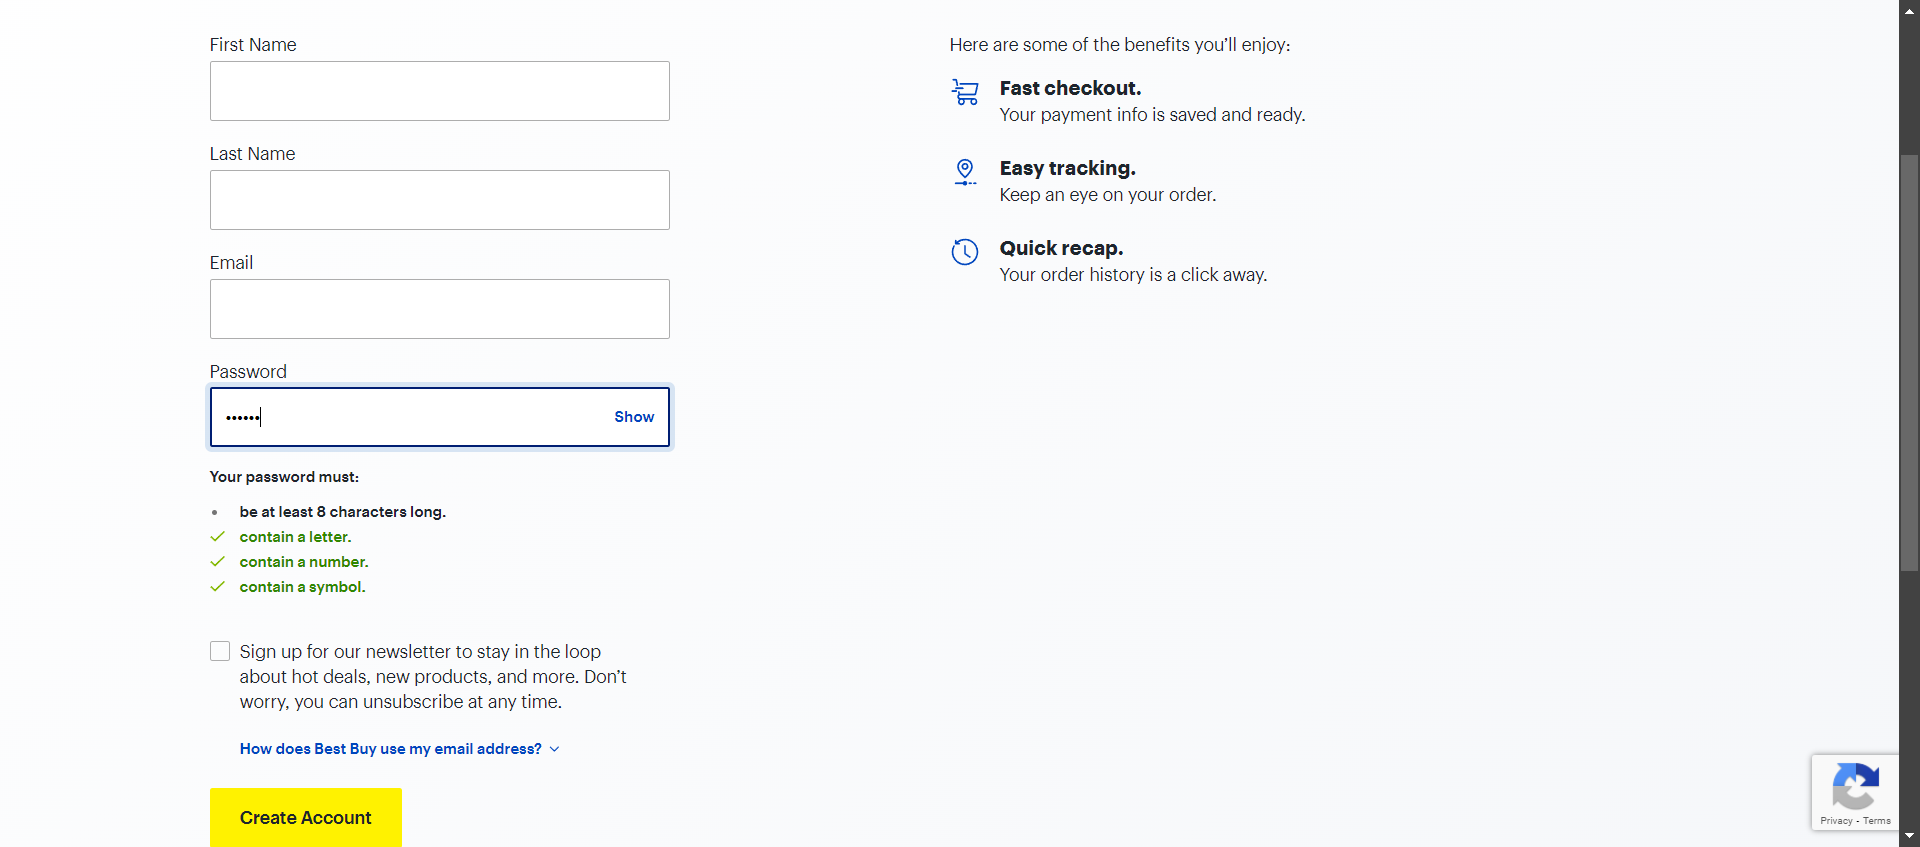 First Name
Last Name
Email
Password
•••••• Show
Your password must:
• be at least 8 characters long.
contain a letter.
contain a number.
contain a symbol.
Sign up for our newsletter to stay in the loop
about hot deals, new products, and more. Don't
worry, you can unsubscribe at any time.
How does Best Buy use my email address?
Create Account
Here are some of the benefits you'll enjoy:
Fast checkout.
Your payment info is saved and ready.
Easy tracking.
Keep an eye on your order.
Quick recap.
Your order history is a click away.
Privacy - Terms